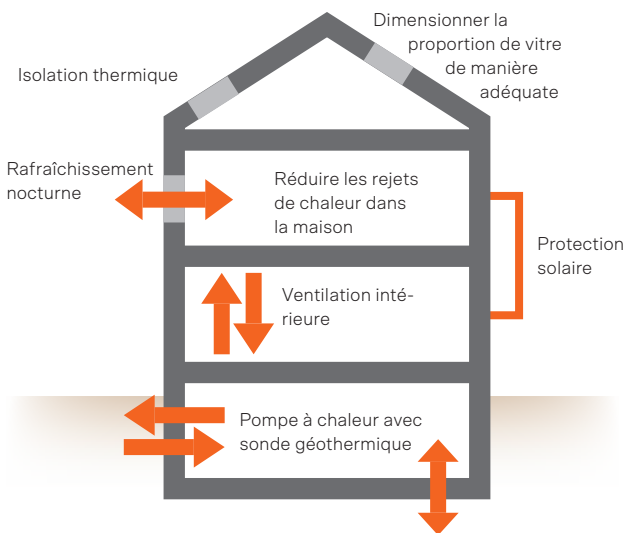 Dimensionner la
proportion de vitre
de manière
adéquate
Isolation thermique
Rafraîchissement
nocturne
Réduire les rejets
de chaleur dans
la maison
Protection
solaire
Ventilation inté-
rieure
Pompe à chaleur avec
sonde géothermique